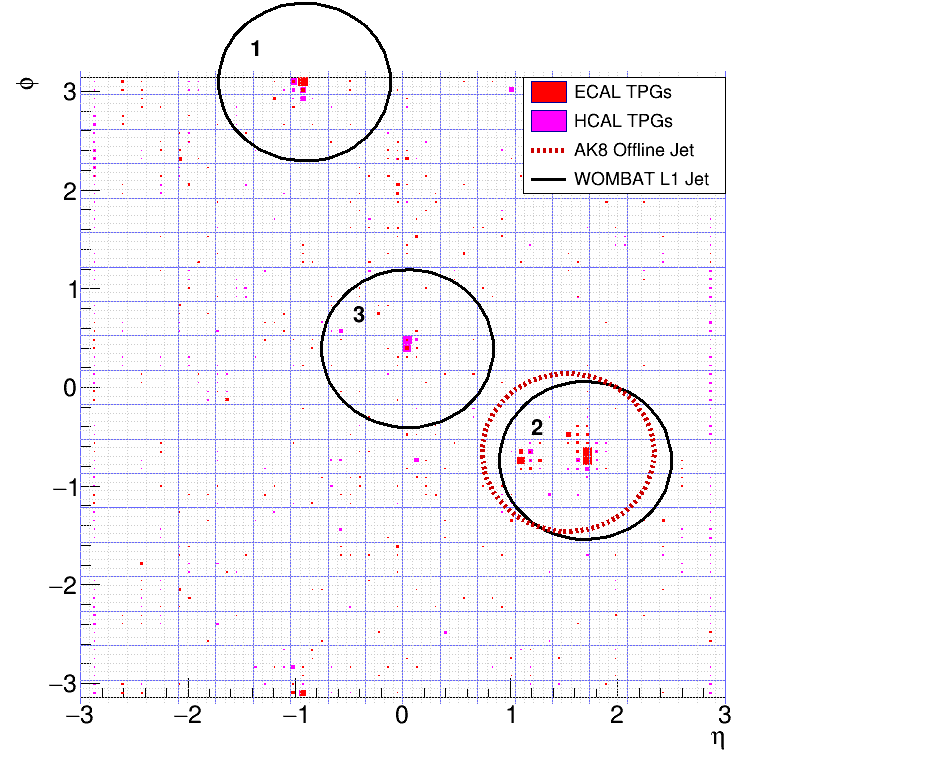 1
ϕ
3
ECAL TPGs
HCAL TPGs
AK8 Offline Jet
WOMBAT L1 Jet
2
1
3
0
2
−1
−2
−3
−3 −2 −1 0 1 2 3
η